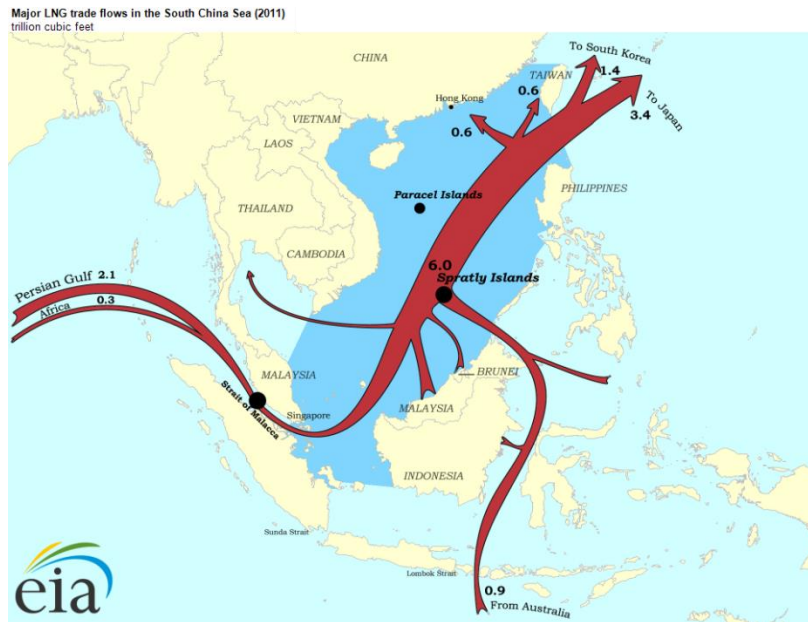 Major LNG trade flows in the South China Sea (2011)
trillion cubic feet
To South Korea
1.4
CHINA
TAIWAN
0.6
To Japan
3.4
Hong Kong
0.6
VIETNAM
LAOS
Paracel Islands
PHILIPPINES
THAILAND
CAMBODIA
6.0
Spratly Islands
Persian Gulf 2.1
Africa
0.3
MALAYSIA
BRUNEI
Strait of Malacca
Singapore
MALAYSIA
INDONESIA
Sunda Strait
Lombok Strait
0.9
From Australia
eia